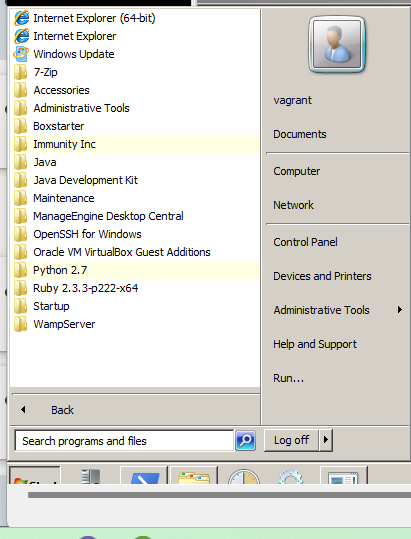 Internet Explorer (64-bit)
Internet Explorer
Windows Update
7-Zip
Accessories
Administrative Tools
Boxstarter
Immunity Inc
Java
Java Development Kit
Maintenance
ManageEngine Desktop Central
OpenSSH for Windows
Oracle VM VirtualBox Guest Additions
Python 2.7
Ruby 2.3.3-p222-x64
Startup
WampServer
Back
Search programs and files
vagrant
Documents
Computer
Network
Control Panel
Devices and Printers
Administrative Tools
Help and Support
Run...
Log off
Start